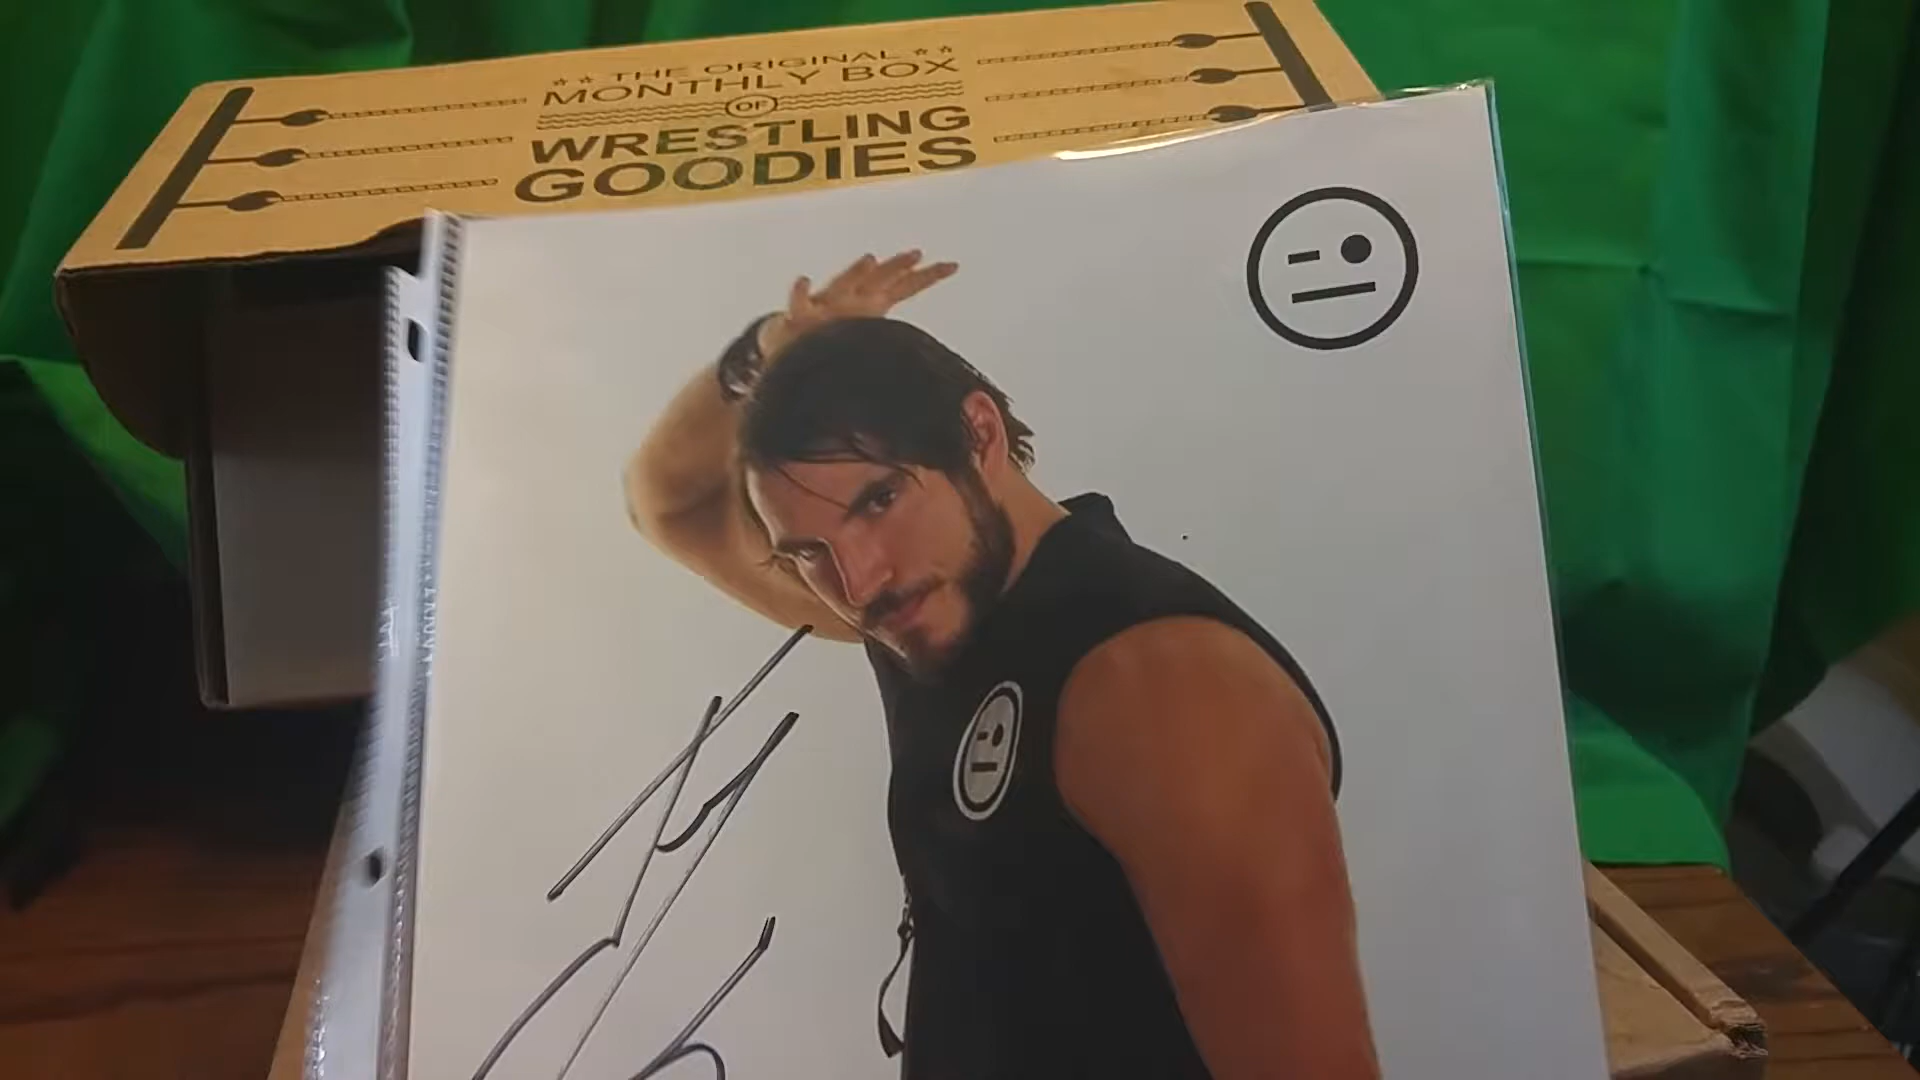 THE ORIGINAL
MONTHLY BOX
OF
WRESTLING
GOODIES